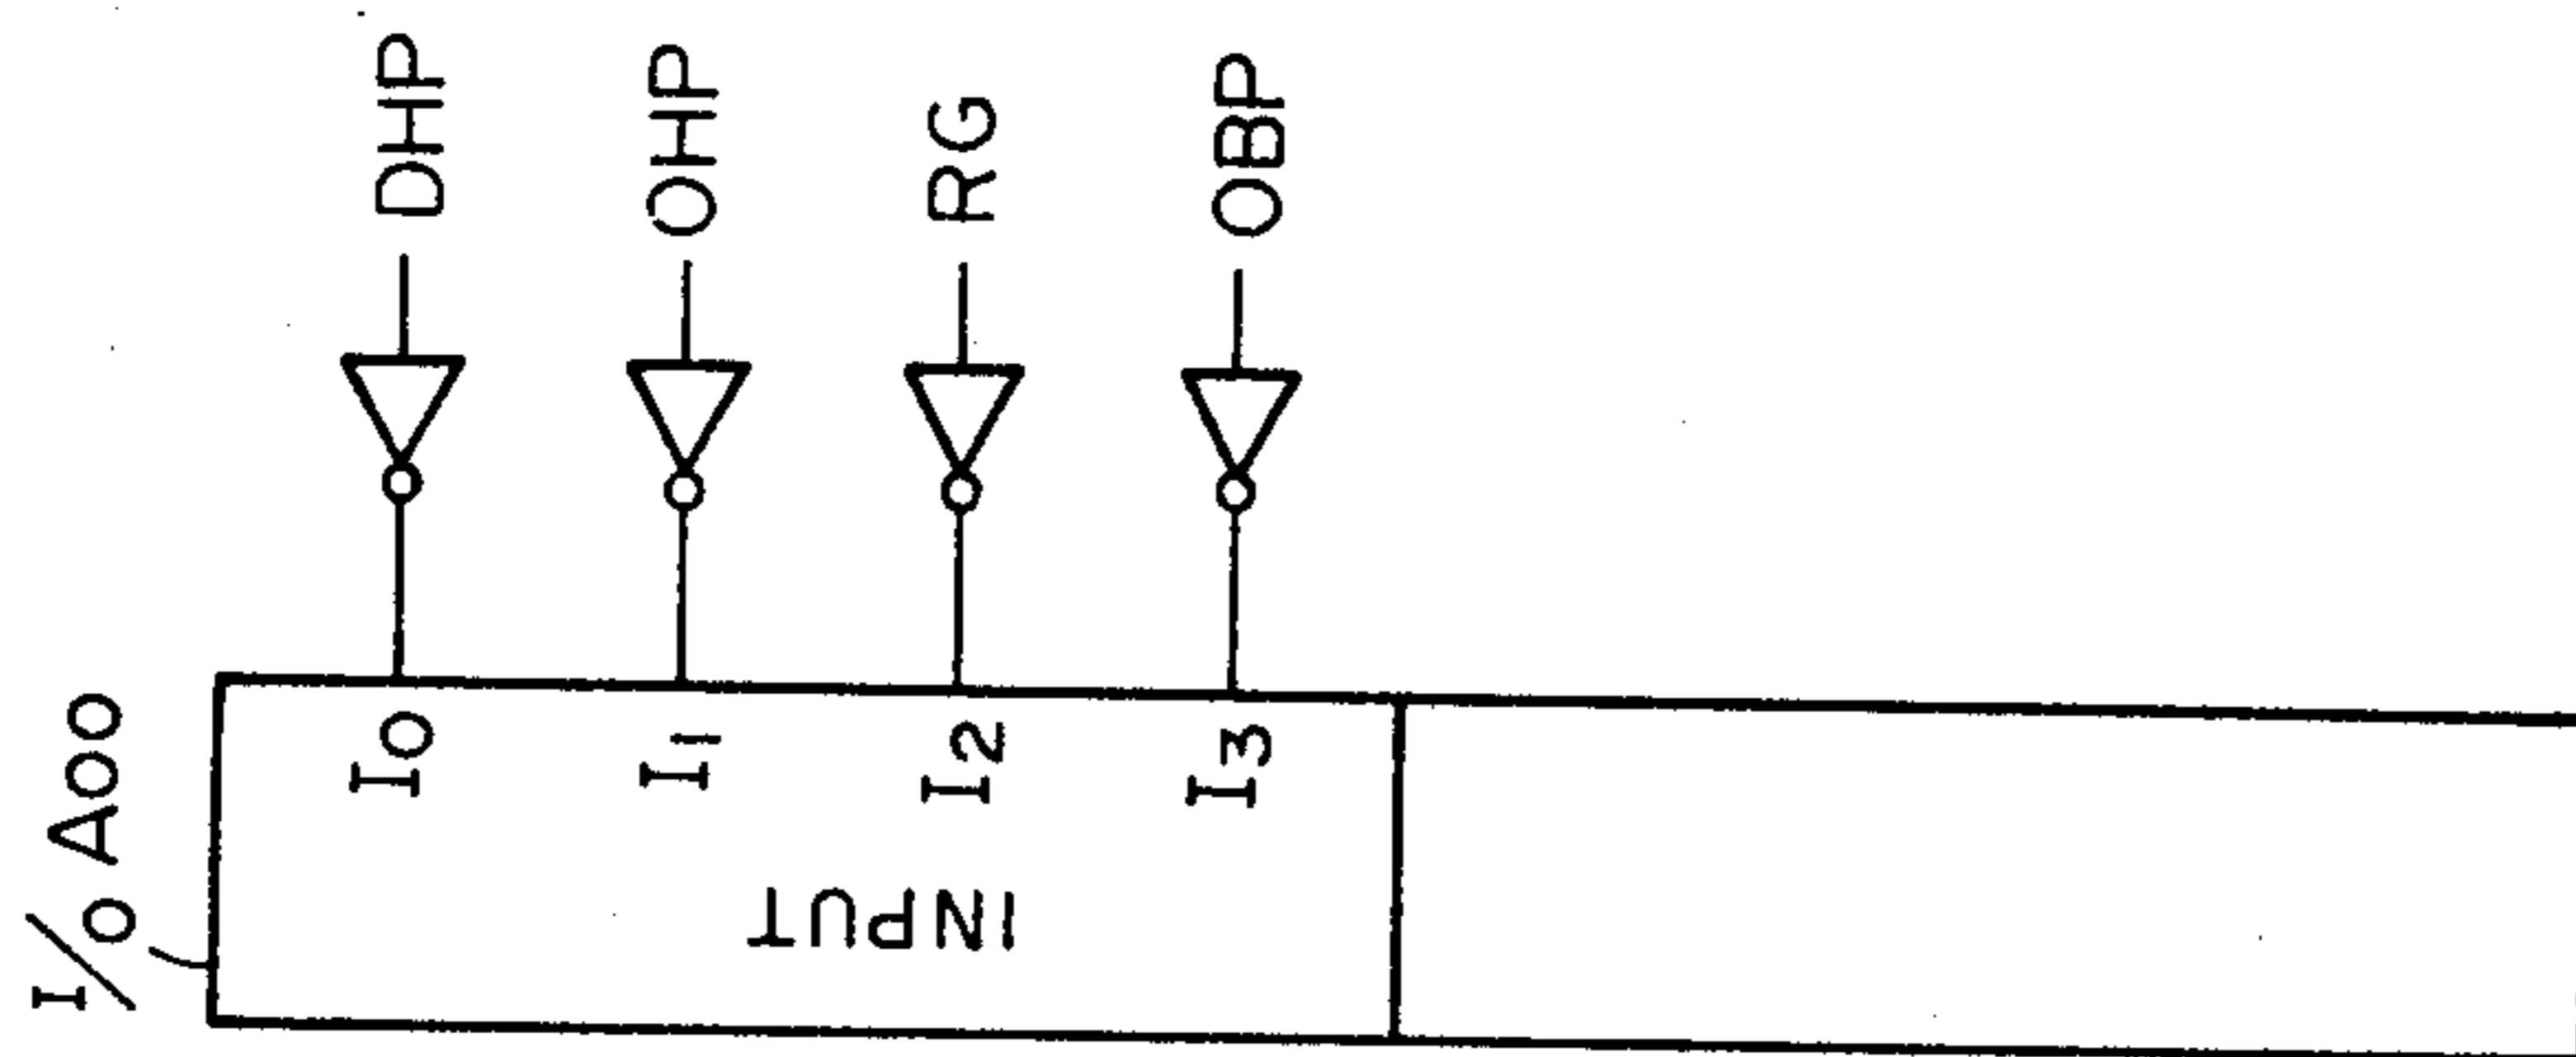 DHP
OHP
RG
OBP
I0
I1
I2
I3
INPUT
I/O A00